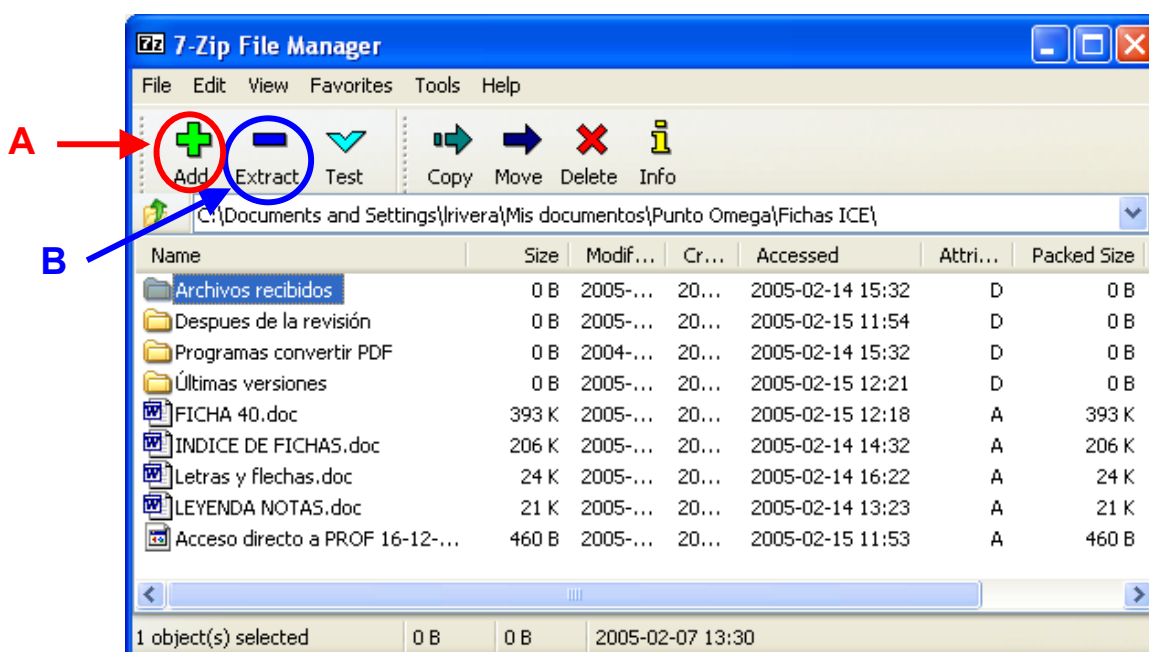 7-Zip File Manager
File Edit View Favorites Tools Help
A
Add Extract Test Copy Move Delete Info
C:\Documents and Settings\lrivera\Mis documentos\Punto Omega\Fichas ICE\
B
Name Size Modif... Cr... Accessed Attri... Packed Size
Archivos recibidos 0 B 2005-... 20... 2005-02-14 15:32 D 0 B
Despues de la revisión 0 B 2005-... 20... 2005-02-15 11:54 D 0 B
Programas convertir PDF 0 B 2004-... 20... 2005-02-14 15:32 D 0 B
Últimas versiones 0 B 2005-... 20... 2005-02-15 12:21 D 0 B
FICHA 40.doc 393 K 2005-... 20... 2005-02-15 12:18 A 393 K
INDICE DE FICHAS.doc 206 K 2005-... 20... 2005-02-14 14:32 A 206 K
Letras y flechas.doc 24 K 2005-... 20... 2005-02-14 16:22 A 24 K
LEYENDA NOTAS.doc 21 K 2005-... 20... 2005-02-14 13:23 A 21 K
Acceso directo a PROF 16-12-... 460 B 2005-... 20... 2005-02-15 11:53 A 460 B
1 object(s) selected 0 B 0 B 2005-02-07 13:30